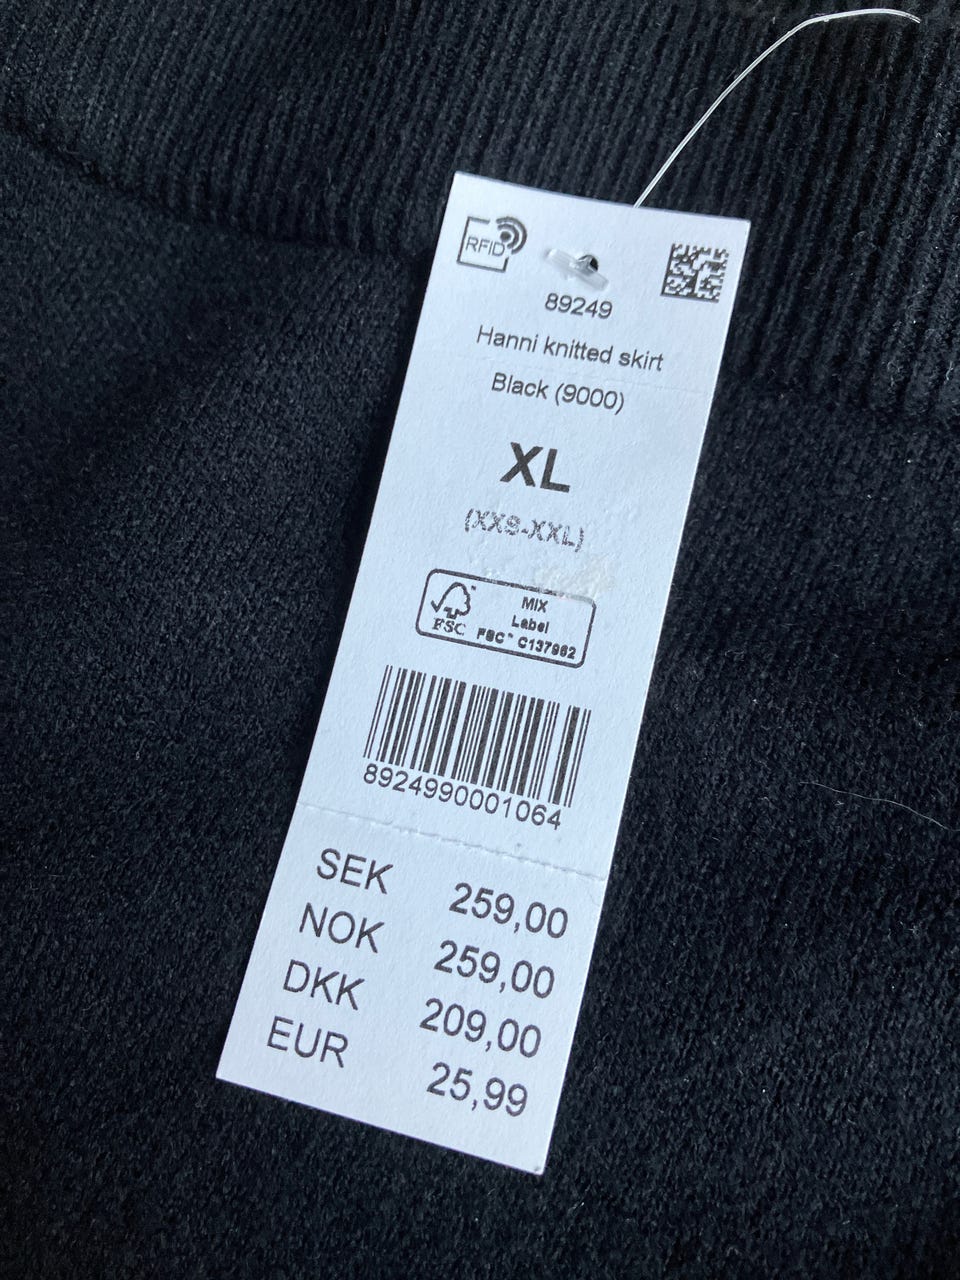 RFID
89249
Hanni knitted skirt
Black (9000)
XL
(XXS-XXL)
FSC
MIX
Label
FSC™ C137962
8924990001064
SEK 259,00
NOK 259,00
DKK 209,00
EUR 25,99